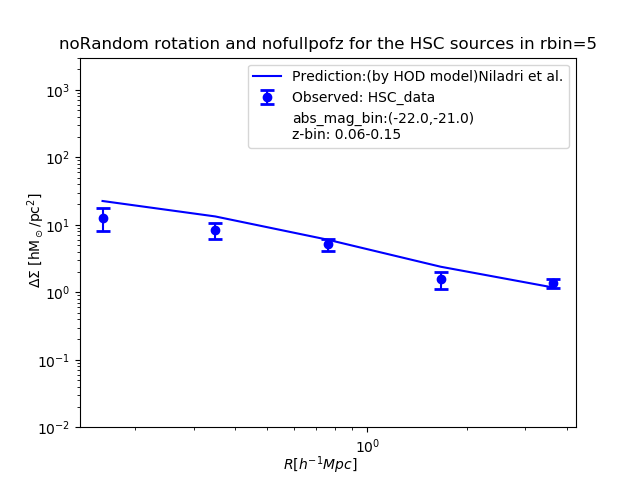 noRandom rotation and nofullpofz for the HSC sources in rbin=5
Prediction:(by HOD model)Niladri et al.
Observed: HSC_data
abs_mag_bin:(-22.0,-21.0)
z-bin: 0.06-0.15
ΔΣ [hM☉/pc²]
10³
10²
10¹
10⁰
10⁻¹
10⁻²
10⁰
R[h⁻¹Mpc]